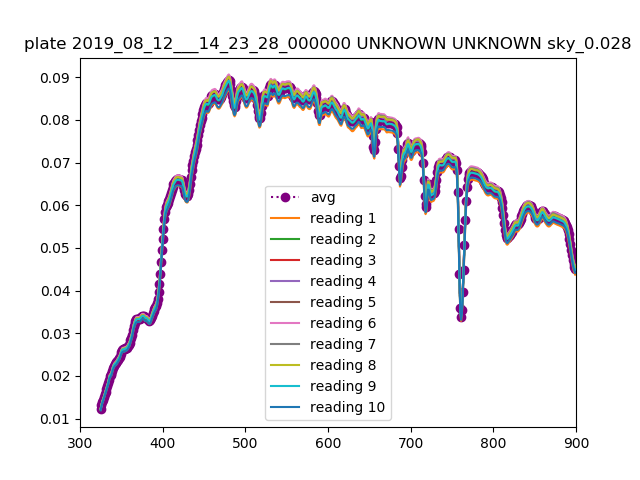 plate 2019_08_12___14_23_28_000000 UNKNOWN UNKNOWN sky_0.028
0.09
0.08
0.07
0.06
0.05
0.04
0.03
0.02
0.01
avg
reading 1
reading 2
reading 3
reading 4
reading 5
reading 6
reading 7
reading 8
reading 9
reading 10
300 400 500 600 700 800 900